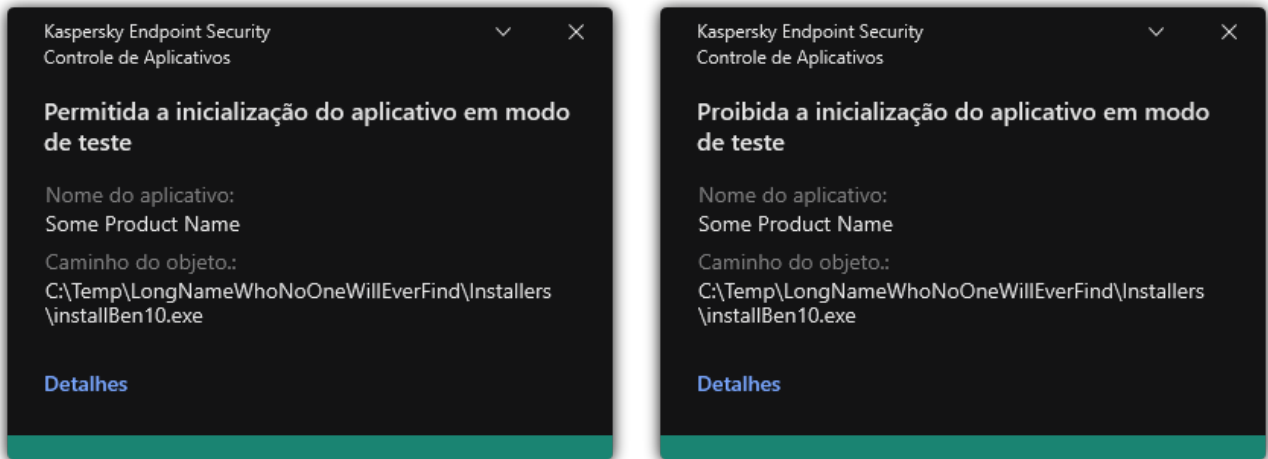 Kaspersky Endpoint Security
Controle de Aplicativos
Permitida a inicialização do aplicativo em modo
de teste
Nome do aplicativo:
Some Product Name
Caminho do objeto.:
C:\Temp\LongNameWhoNoOneWillEverFind\Installers
\installBen10.exe
Detalhes
Kaspersky Endpoint Security
Controle de Aplicativos
Proibida a inicialização do aplicativo em modo
de teste
Nome do aplicativo:
Some Product Name
Caminho do objeto.:
C:\Temp\LongNameWhoNoOneWillEverFind\Installers
\installBen10.exe
Detalhes